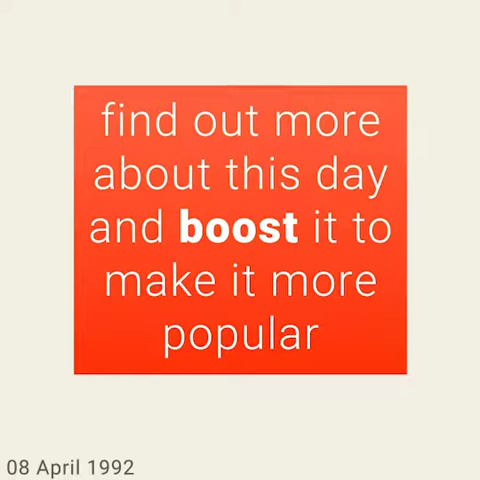 find out more
about this day
and boost it to
make it more
popular
08 April 1992